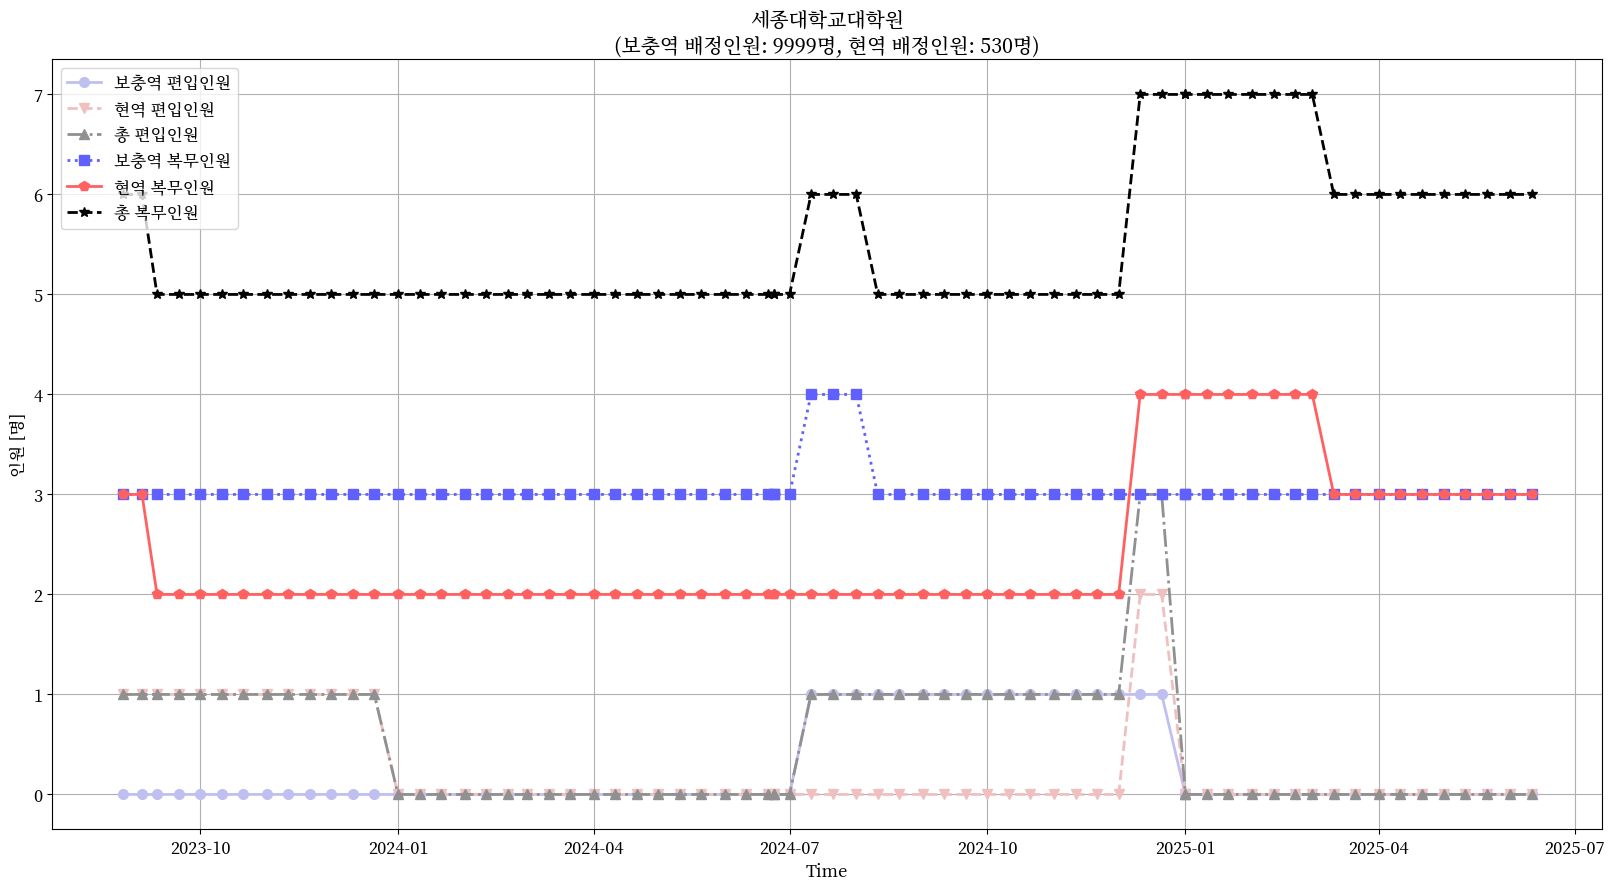 세종대학교대학원
(보충역 배정인원: 9999명, 현역 배정인원: 530명)
보충역 편입인원
현역 편입인원
총 편입인원
보충역 복무인원
현역 복무인원
총 복무인원
인원 [명]
7
6
5
4
3
2
1
0
2023-10
2024-01
2024-04
2024-07
2024-10
2025-01
2025-04
2025-07
Time